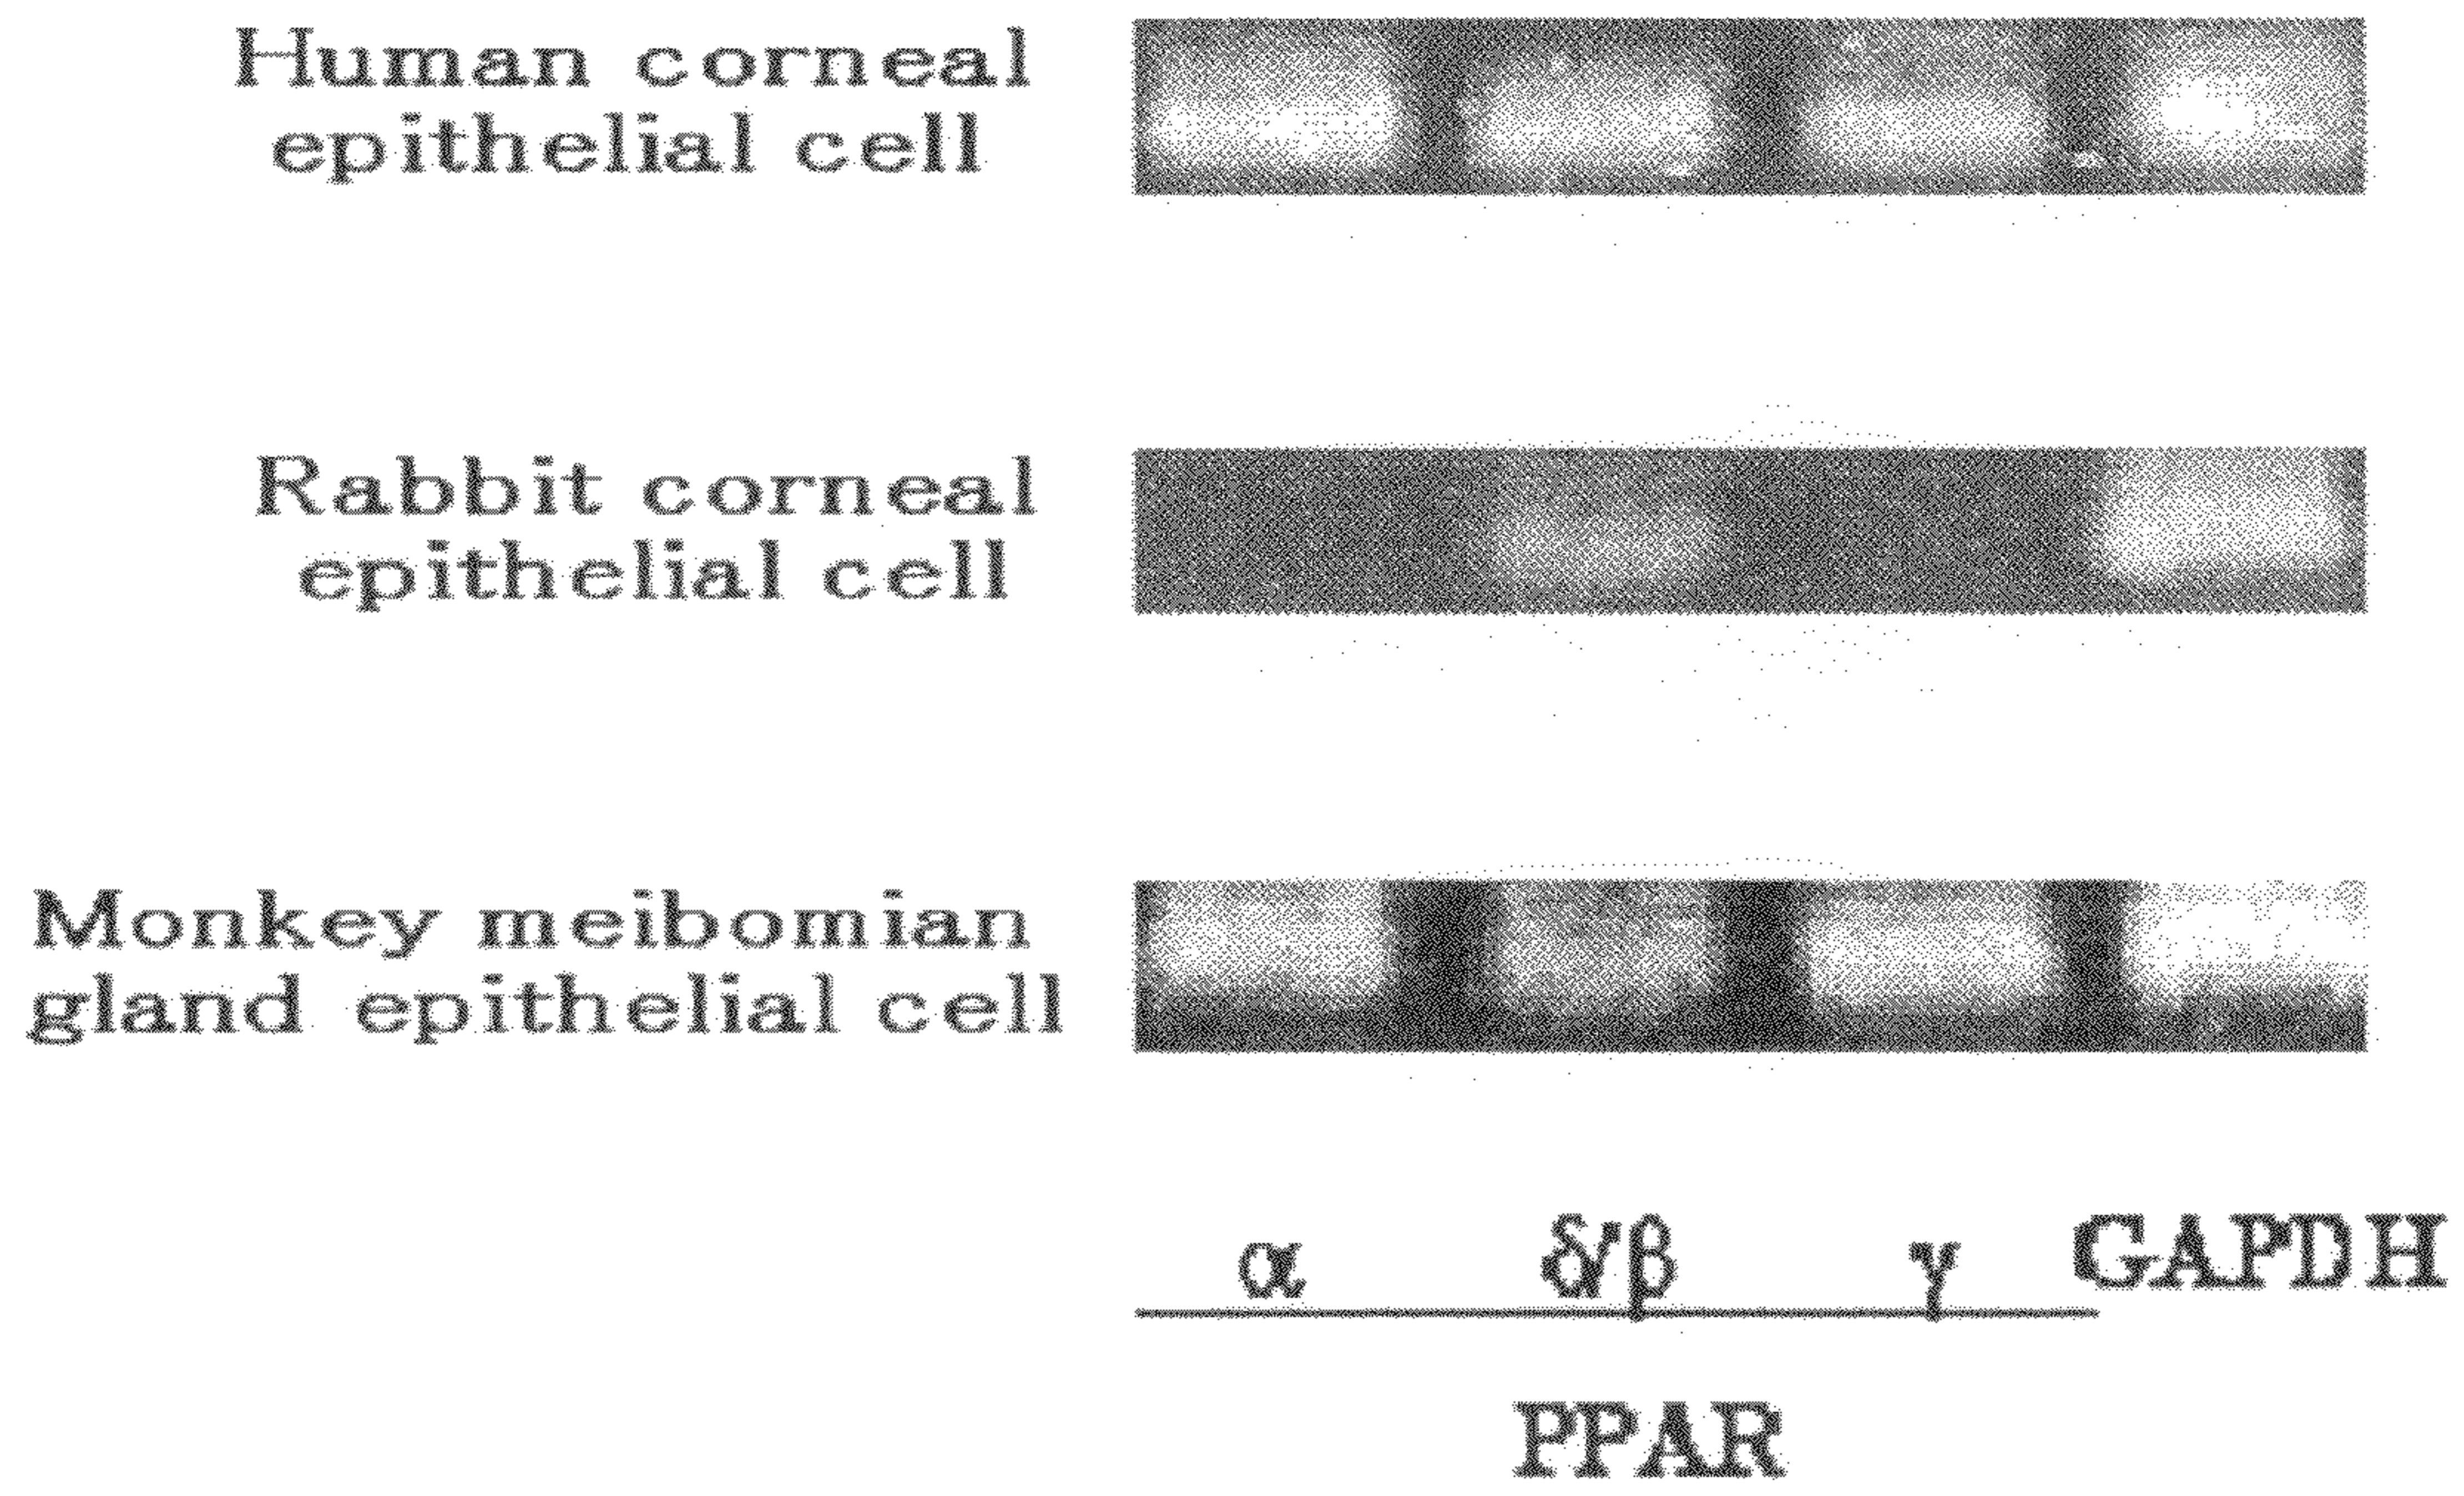 Human corneal
epithelial cell
Rabbit corneal
epithelial cell
Monkey meibomian
gland epithelial cell
α δ/β γ GAPDH
PPAR